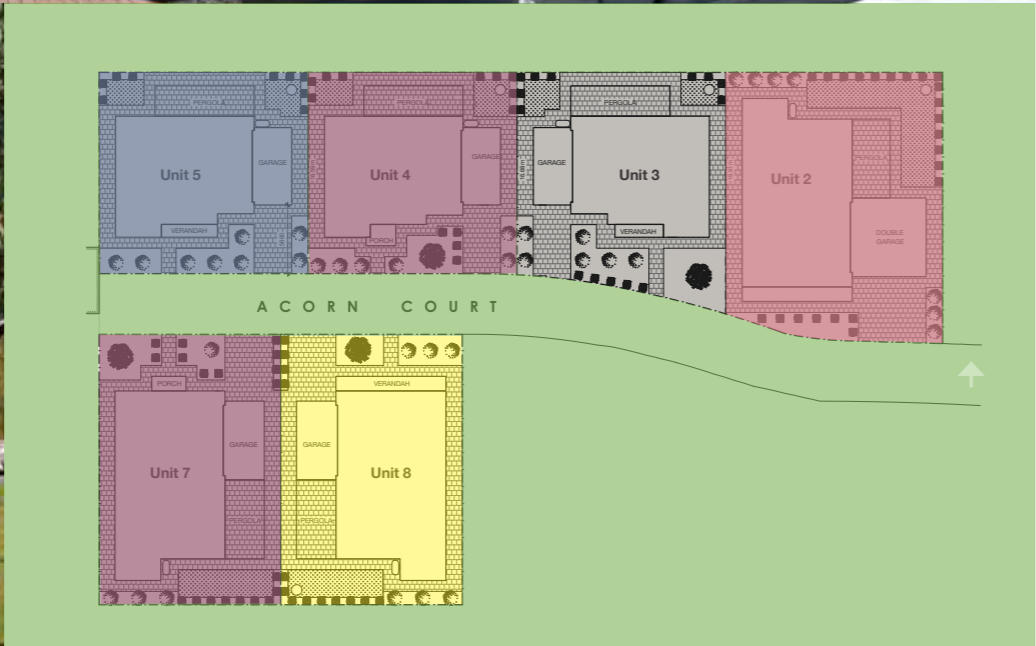 PERGOLA
GARAGE
Unit 5
VERANDAH
PERGOLA
GARAGE
Unit 4
PORCH
PERGOLA
GARAGE
Unit 3
VERANDAH
Unit 2
PERGOLA
DOUBLE
GARAGE
ACORN COURT
PORCH
GARAGE
Unit 7
PERGOLA
VERANDAH
GARAGE
Unit 8
PERGOLA